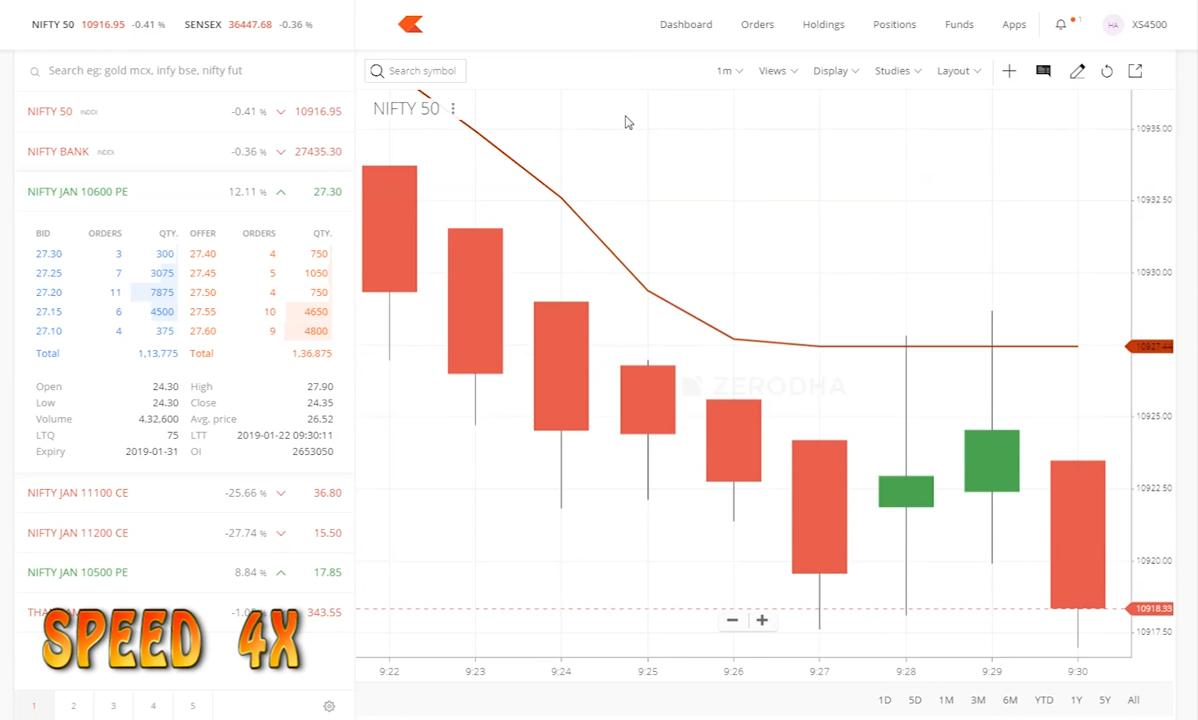 NIFTY 50 10916.95 -0.41 % SENSEX 36447.68 -0.36 %
Dashboard Orders Holdings Positions Funds Apps 1 HA XS4500
Search eg: gold mcx, infy bse, nifty fut
Search symbol 1m Views Display Studies Layout
NIFTY 50 INDEX -0.41 % 10916.95
NIFTY BANK INDEX -0.36 % 27435.30
NIFTY JAN 10600 PE 12.11 % 27.30
BID ORDERS QTY. OFFER ORDERS QTY.
27.30 3 300 27.40 4 750
27.25 7 3075 27.45 5 1050
27.20 11 7875 27.50 4 750
27.15 6 4500 27.55 10 4650
27.10 4 375 27.60 9 4800
Total 1,13,775 Total 1,36,875
Open 24.30 High 27.90
Low 24.30 Close 24.35
Volume 4,32,600 Avg. price 26.52
LTQ 75 LTT 2019-01-22 09:30:11
Expiry 2019-01-31 OI 2653050
NIFTY JAN 11100 CE -25.66 % 36.80
NIFTY JAN 11200 CE -27.74 % 15.50
NIFTY JAN 10500 PE 8.84 % 17.85
343.55
SPEED 4X
1 2 3 4 5
NIFTY 50
ZERODHA
10935.00
10932.50
10930.00
10927.44
10925.00
10922.50
10920.00
10918.33
10917.50
9:22 9:23 9:24 9:25 9:26 9:27 9:28 9:29 9:30
1D 5D 1M 3M 6M YTD 1Y 5Y All